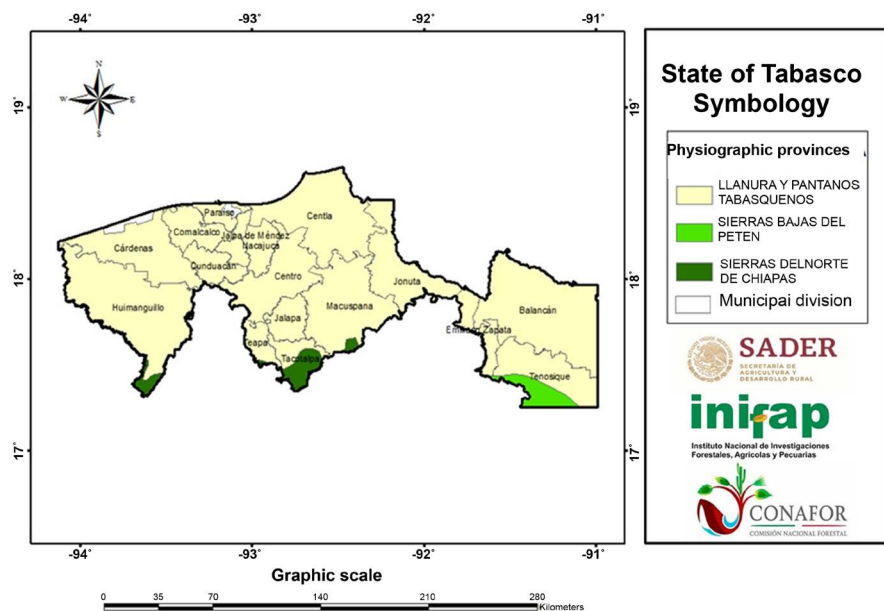 -94°
-93°
-92°
-91°
N
W
E
S
19°
19°
18°
18°
17°
17°
Paraíso
Centla
Comalcalco
Jalpa de Méndez
Nacajuca
Cárdenas
Cunduacán
Centro
Jonuta
Huimanguillo
Macuspana
Balancán
Jalapa
Emiliano Zapata
Teapa
Tacotalpa
Tenosique
-94°
-93°
-92°
-91°
Graphic scale
0 35 70 140 210 280
Kilometers
State of Tabasco
Symbology
Physiographic provinces
LLANURA Y PANTANOS
TABASQUENOS
SIERRAS BAJAS DEL
PETEN
SIERRAS DELNORTE
DE CHIAPAS
Municipai division
SADER
SECRETARÍA DE
AGRICULTURA Y
DESARROLLO RURAL
inifap
Instituto Nacional de Investigaciones
Forestales, Agrícolas y Pecuarias
CONAFOR
COMISIÓN NACIONAL FORESTAL